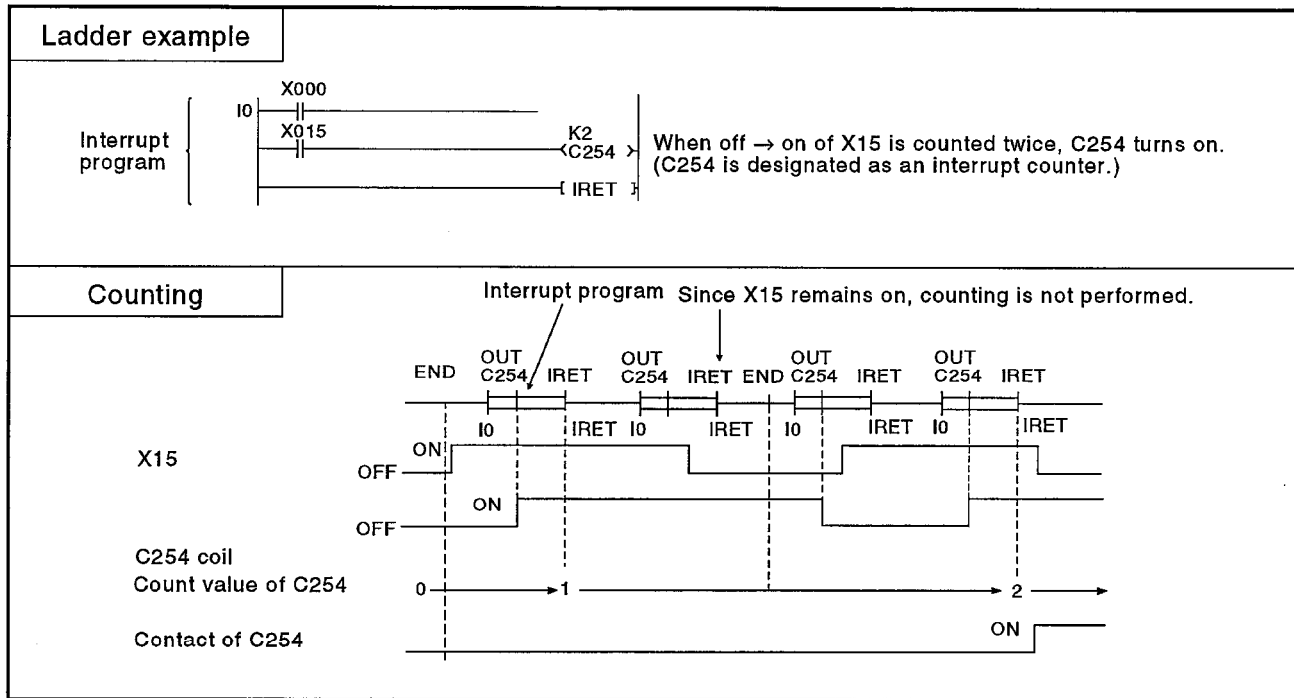 Ladder example
X000
I0
X015
K2
C254
IRET
Interrupt program
When off → on of X15 is counted twice, C254 turns on.
(C254 is designated as an interrupt counter.)
Counting
Interrupt program
Since X15 remains on, counting is not performed.
END OUT C254 IRET OUT C254 IRET END OUT C254 IRET OUT C254 IRET
I0 IRET I0 IRET I0 IRET I0 IRET
X15
ON
OFF
ON
OFF
C254 coil
Count value of C254 0 1 2
Contact of C254 ON